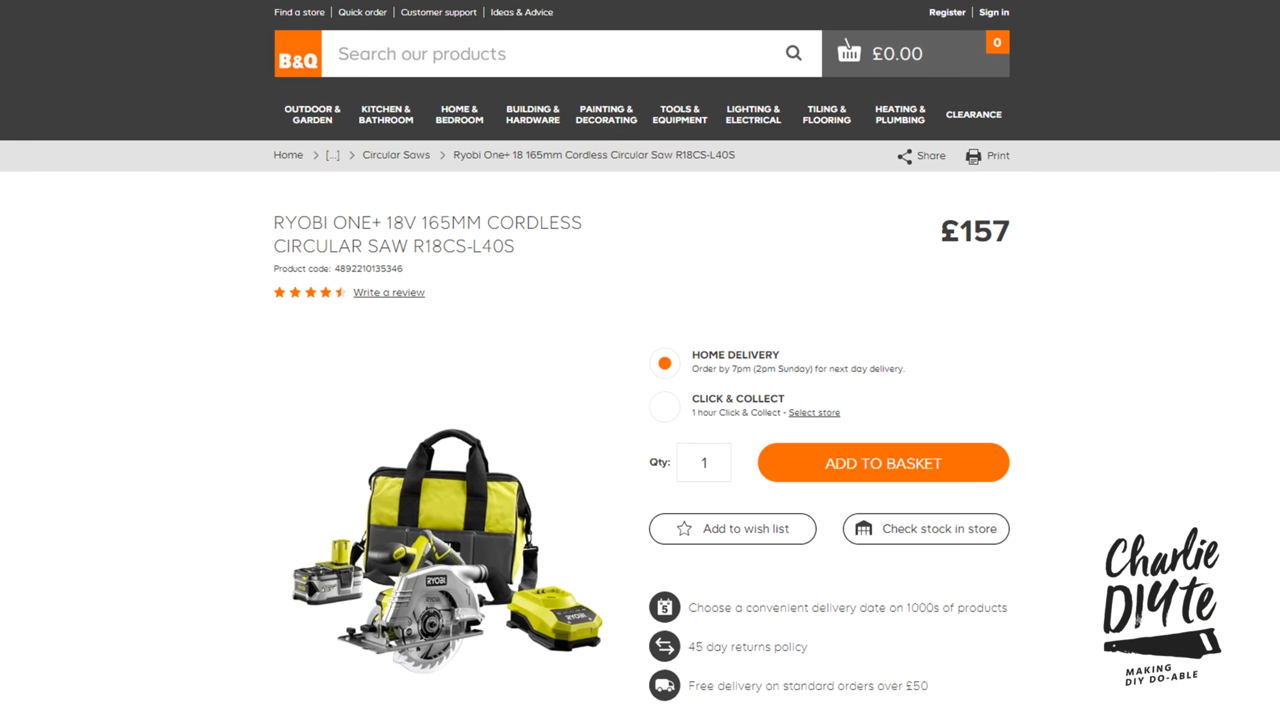 Find a store
Quick order
Customer support
Ideas & Advice
Register
Sign in
B&Q
Search our products
£0.00
0
OUTDOOR &
GARDEN
KITCHEN &
BATHROOM
HOME &
BEDROOM
BUILDING &
HARDWARE
PAINTING &
DECORATING
TOOLS &
EQUIPMENT
LIGHTING &
ELECTRICAL
TILING &
FLOORING
HEATING &
PLUMBING
CLEARANCE
Home > [...] > Circular Saws > Ryobi One+ 18 165mm Cordless Circular Saw R18CS-L40S
Share
Print
RYOBI ONE+ 18V 165MM CORDLESS
CIRCULAR SAW R18CS-L40S
£157
Product code: 4892210135346
Write a review
HOME DELIVERY
Order by 7pm (2pm Sunday) for next day delivery.
CLICK & COLLECT
1 hour Click & Collect - Select store
Qty: 1
ADD TO BASKET
Add to wish list
Check stock in store
5
Choose a convenient delivery date on 1000s of products
45 day returns policy
Free delivery on standard orders over £50
RYOBI
RYOBI
Charlie
DIYte
MAKING
DIY DO-ABLE